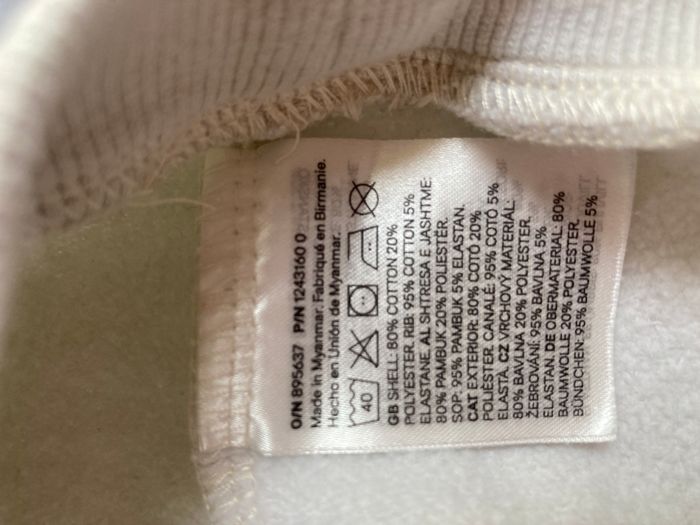 O/N 895637 P/N 1243160 0
Made in Myanmar. Fabriqué en Birmanie.
Hecho en Unión de Myanmar.
40
GB SHELL: 80% COTTON 20%
POLYESTER. RIB: 95% COTTON 5%
ELASTANE. AL SHTRESA E JASHTME:
80% PAMBUK 20% POLIESTËR.
SOP: 95% PAMBUK 5% ELASTAN.
CAT EXTERIOR: 80% COTÓ 20%
POLIÈSTER. CANALÉ: 95% COTÓ 5%
ELASTÀ. CZ VRCHOVÝ MATERIÁL:
80% BAVLNA 20% POLYESTER.
ŽEBROVÁNÍ: 95% BAVLNA 5%
ELASTAN. DE OBERMATERIAL: 80%
BAUMWOLLE 20% POLYESTER.
BÜNDCHEN: 95% BAUMWOLLE 5%